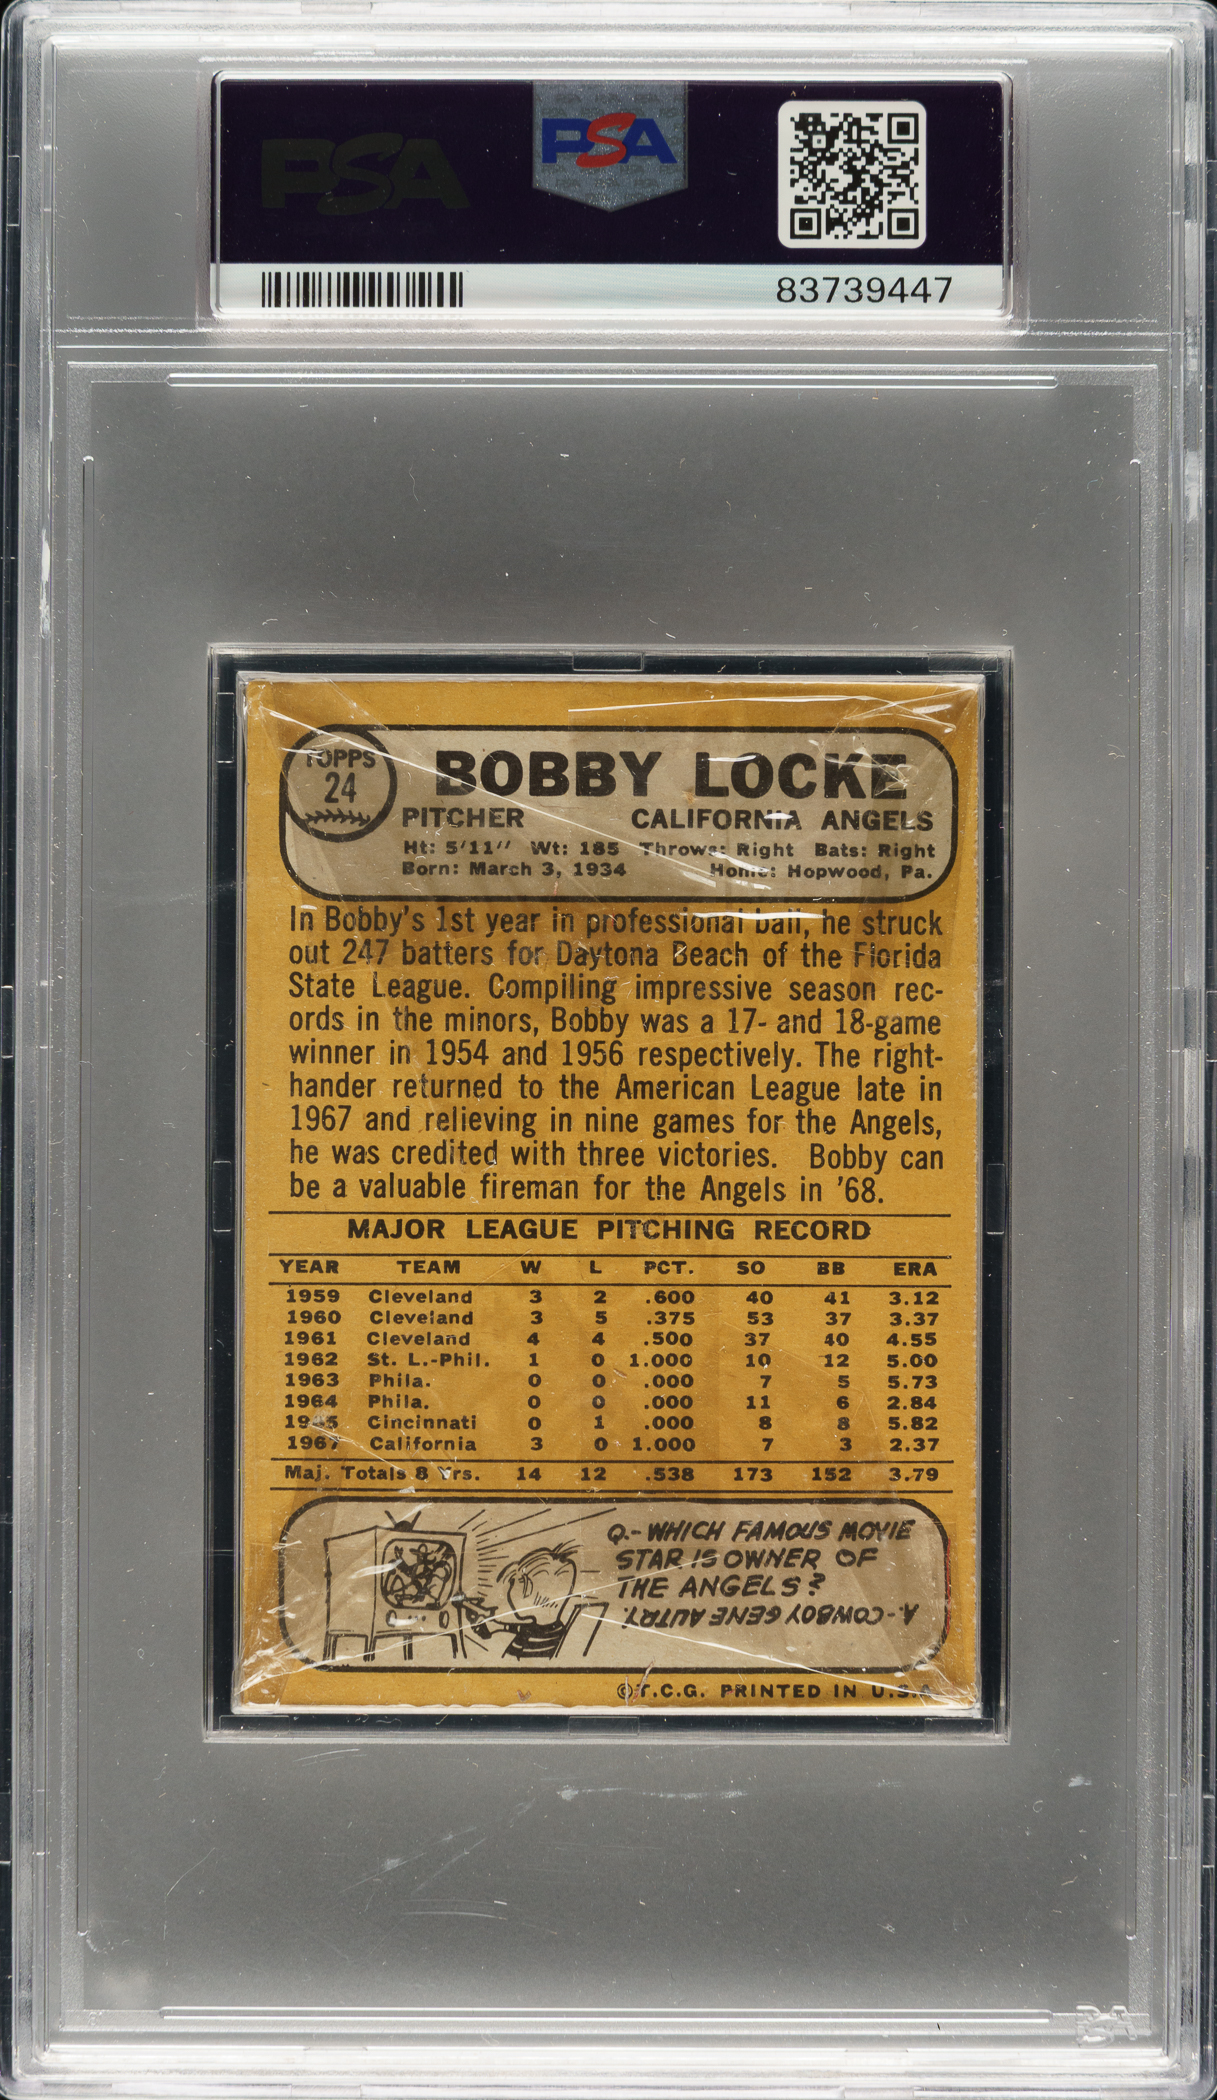 PSA
PSA
83739447
TOPPS
24
BOBBY LOCKE
PITCHER CALIFORNIA ANGELS
Ht: 5'11" Wt: 185 Throws: Right Bats: Right
Born: March 3, 1934 Home: Hopwood, Pa.
In Bobby's 1st year in professional ball, he struck
out 247 batters for Daytona Beach of the Florida
State League. Compiling impressive season rec-
ords in the minors, Bobby was a 17- and 18-game
winner in 1954 and 1956 respectively. The right-
hander returned to the American League late in
1967 and relieving in nine games for the Angels,
he was credited with three victories. Bobby can
be a valuable fireman for the Angels in '68.
MAJOR LEAGUE PITCHING RECORD
YEAR TEAM W L PCT. SO BB ERA
1959 Cleveland 3 2 .600 40 41 3.12
1960 Cleveland 3 5 .375 53 37 3.37
1961 Cleveland 4 4 .500 37 40 4.55
1962 St. L.-Phil. 1 0 1.000 10 12 5.00
1963 Phila. 0 0 .000 7 5 5.73
1964 Phila. 0 0 .000 11 6 2.84
1965 Cincinnati 0 1 .000 8 8 5.82
1967 California 3 0 1.000 7 3 2.37
Maj. Totals 8 Yrs. 14 12 .538 173 152 3.79
Q.- WHICH FAMOUS MOVIE
STAR IS OWNER OF
THE ANGELS?
A.- COWBOY GENE AUTRY.
©T.C.G. PRINTED IN U.S.A.
PSA